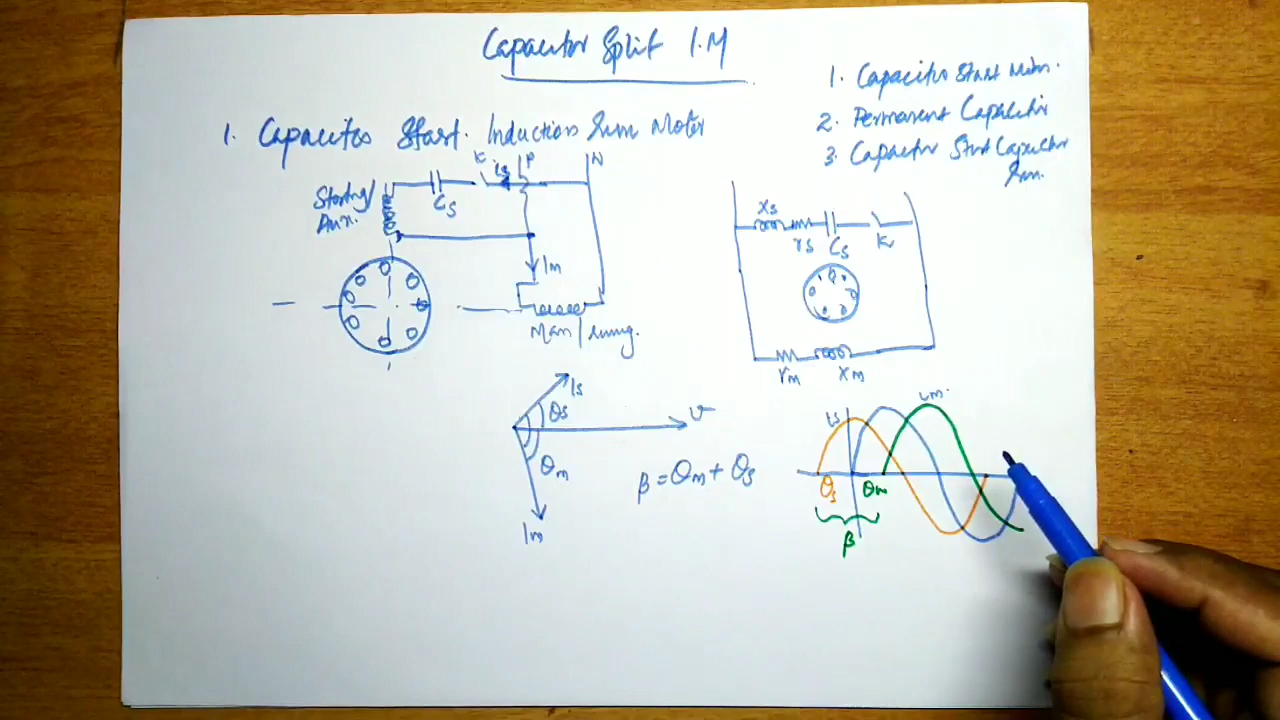 Capacitor Split I.M
1. Capacitor Start
2. Permanent Capacitor
3. Capacitor Start Capacitor
Run.
1. Capacitor Start. Induction Run Motor
K is P N
Starting/
Aux.
Cs
Im
Main/running.
Xs
rs Cs K
rm Xm
Is
θs
v
θm
β = θm + θs
Im
is
im.
θs θm
β